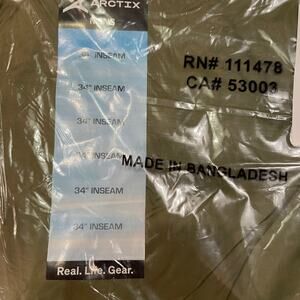 ARCTIX
MENS
34" INSEAM
34" INSEAM
34" INSEAM
34" INSEAM
34" INSEAM
34" INSEAM
Real. Life. Gear.
RN# 111478
CA# 53003
MADE IN BANGLADESH